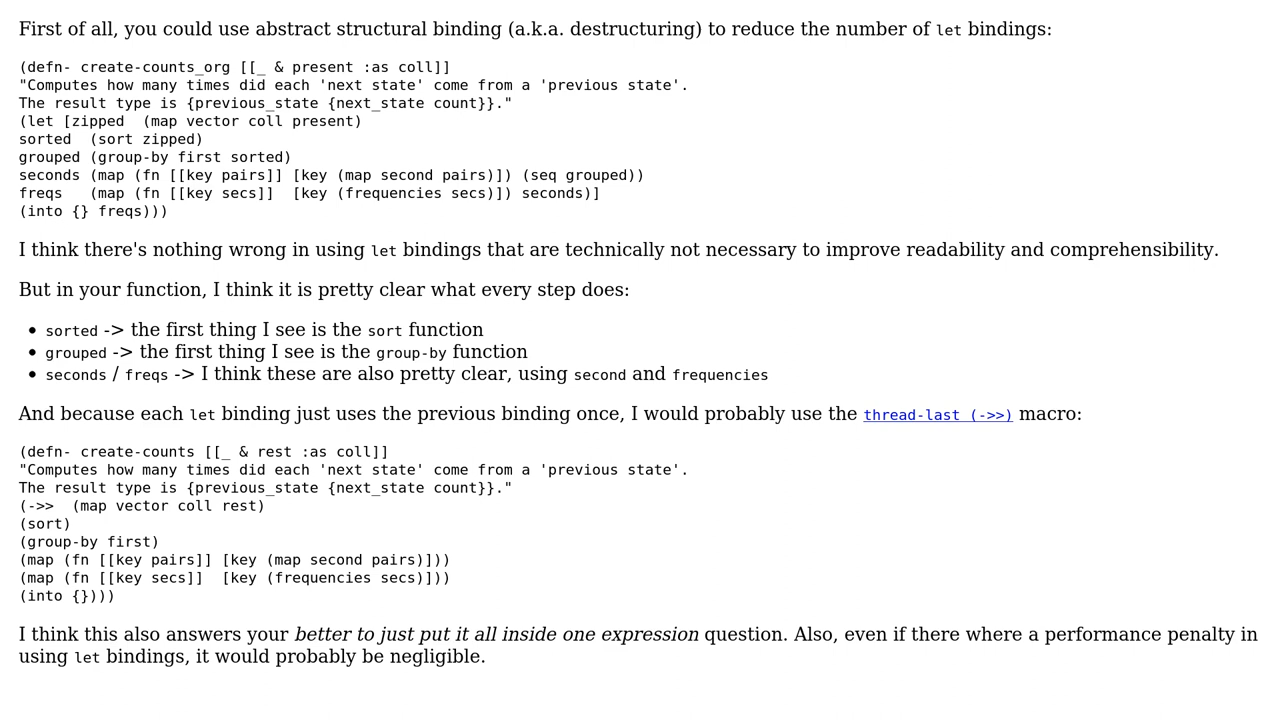 First of all, you could use abstract structural binding (a.k.a. destructuring) to reduce the number of let bindings:
(defn- create-counts_org [[_ & present :as coll]]
"Computes how many times did each 'next state' come from a 'previous state'.
The result type is {previous_state {next_state count}}."
(let [zipped  (map vector coll present)
sorted  (sort zipped)
grouped (group-by first sorted)
seconds (map (fn [[key pairs]] [key (map second pairs)]) (seq grouped))
freqs   (map (fn [[key secs]]  [key (frequencies secs)]) seconds)]
(into {} freqs)))
I think there's nothing wrong in using let bindings that are technically not necessary to improve readability and comprehensibility.
But in your function, I think it is pretty clear what every step does:
• sorted -> the first thing I see is the sort function
• grouped -> the first thing I see is the group-by function
• seconds / freqs -> I think these are also pretty clear, using second and frequencies
And because each let binding just uses the previous binding once, I would probably use the thread-last (->>) macro:
(defn- create-counts [[_ & rest :as coll]]
"Computes how many times did each 'next state' come from a 'previous state'.
The result type is {previous_state {next_state count}}."
(->>  (map vector coll rest)
(sort)
(group-by first)
(map (fn [[key pairs]] [key (map second pairs)]))
(map (fn [[key secs]]  [key (frequencies secs)]))
(into {})))
I think this also answers your better to just put it all inside one expression question. Also, even if there where a performance penalty in
using let bindings, it would probably be negligible.